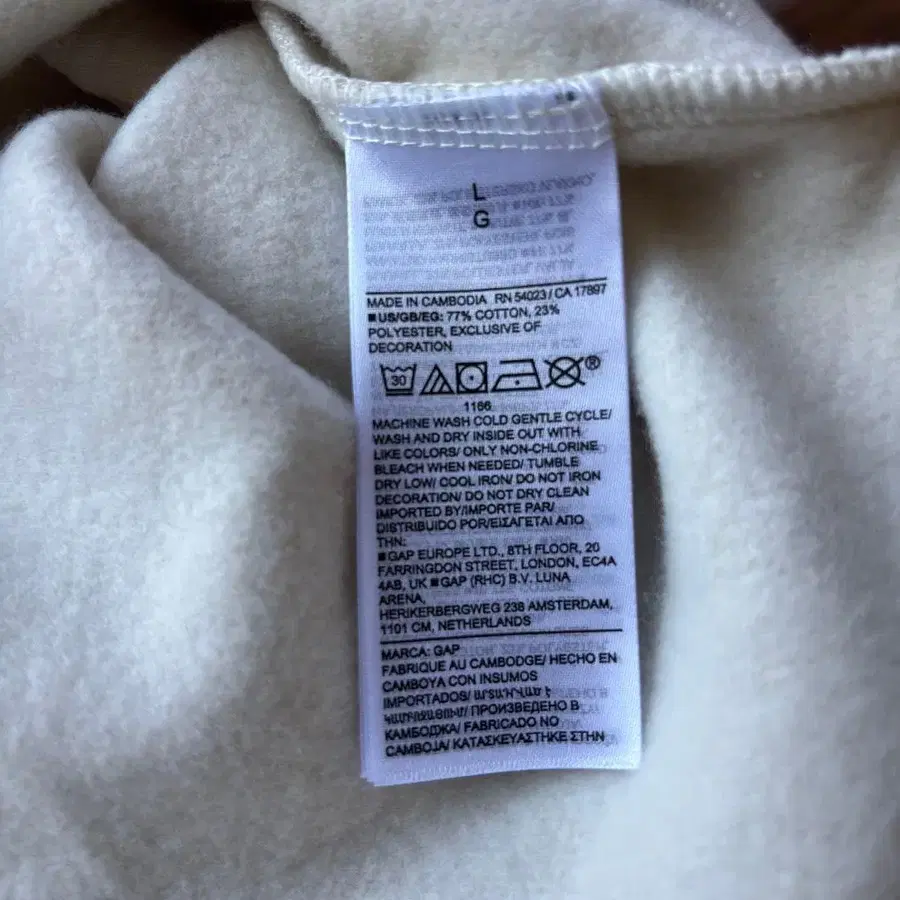 L
G
MADE IN CAMBODIA RN 54023 / CA 17897
■US/GB/EG: 77% COTTON, 23%
POLYESTER, EXCLUSIVE OF
DECORATION
30 ®
1166
MACHINE WASH COLD GENTLE CYCLE/
WASH AND DRY INSIDE OUT WITH
LIKE COLORS/ ONLY NON-CHLORINE
BLEACH WHEN NEEDED/ TUMBLE
DRY LOW/ COOL IRON/ DO NOT IRON
DECORATION/ DO NOT DRY CLEAN
IMPORTED BY/IMPORTE PAR/
DISTRIBUIDO POR/ΕΙΣΑΓΕΤΑΙ ΑΠΟ
ΤΗΝ:
■GAP EUROPE LTD., 8TH FLOOR, 20
FARRINGDON STREET, LONDON, EC4A
4AB, UK ■GAP (RHC) B.V. LUNA
ARENA,
HERIKERBERGWEG 238 AMSTERDAM,
1101 CM, NETHERLANDS
MARCA: GAP
FABRIQUE AU CAMBODGE/ HECHO EN
CAMBOYA CON INSUMOS
IMPORTADOS/ ԱՐՏԱԴՎԱԾ Է
ԿԱՄԲՈՋԱՅՈՒՄ/ ПРОИЗВЕДЕНО В
КАМБОДЖА/ FABRICADO NO
CAMBOJA/ ΚΑΤΑΣΚΕΥΑΣΤΗΚΕ ΣΤΗΝ